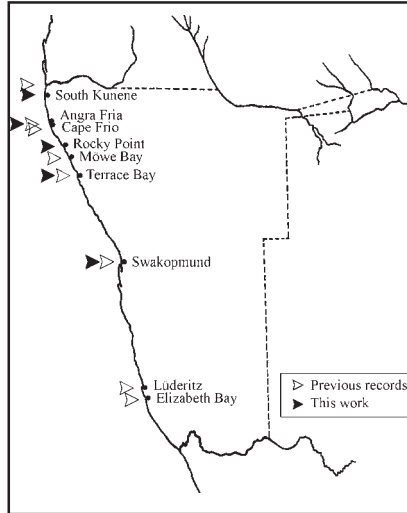 South Kunene
Angra Fria
Cape Frio
Rocky Point
Möwe Bay
Terrace Bay
Swakopmund
Lüderitz
Elizabeth Bay
Previous records
This work